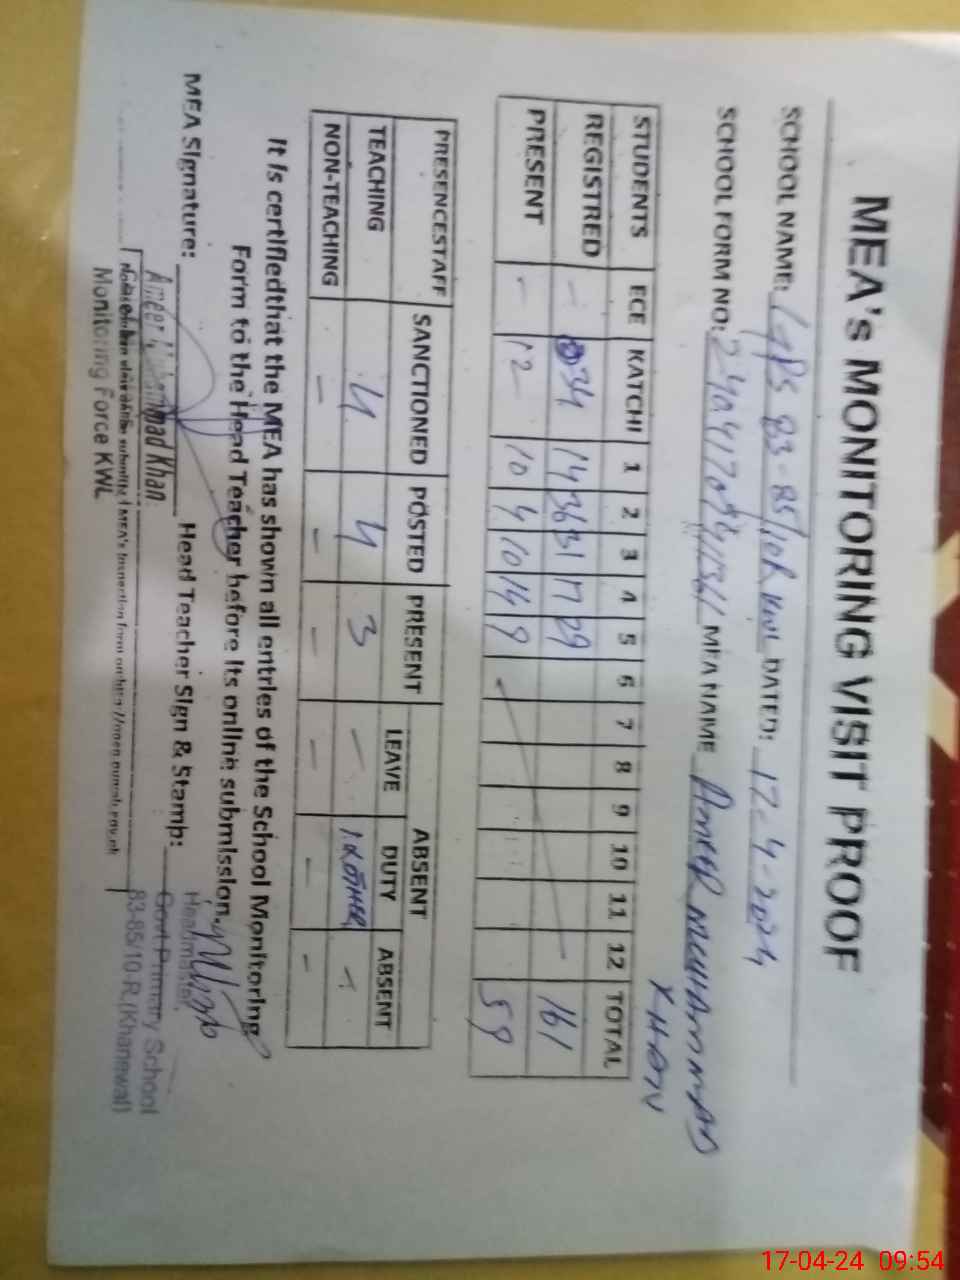 MEA's MONITORING VISIT PROOF
SCHOOL NAME: GPS 83-85/10R kwl DATED: 17-4-2024
SCHOOL FORM NO: MEA NAME AMEER MUHAMMAD
KHAN
STUDENTS ECE KATCHI 1 2 3 4 5 6 7 8 9 10 11 12 TOTAL
REGISTRED - 34 14 36 31 17 29 161
PRESENT - 12 10 4 10 14 9 59
PRESENCESTAFF SANCTIONED POSTED PRESENT ABSENT
LEAVE DUTY ABSENT
TEACHING 4 4 3 - 1 OTHER -
NON-TEACHING - - - - - -
It is certifiedthat the MEA has shown all entries of the School Monitoring
Form to the Head Teacher before its online submission.
MEA Signature: Head Teacher Sign & Stamp:
Ameer Muhammad Khan
Monitoring Force KWL
Headmaster
Govt Primary School
83-85/10-R,(Khanewal)
17-04-24 09:54